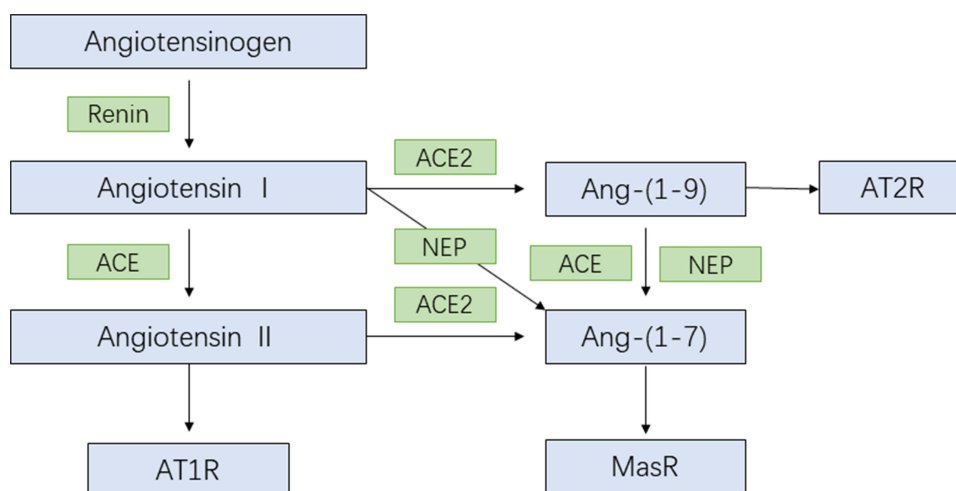 Angiotensinogen
Renin
ACE2
Angiotensin I
Ang-(1-9)
AT2R
ACE
NEP
ACE
NEP
ACE2
Angiotensin II
Ang-(1-7)
AT1R
MasR